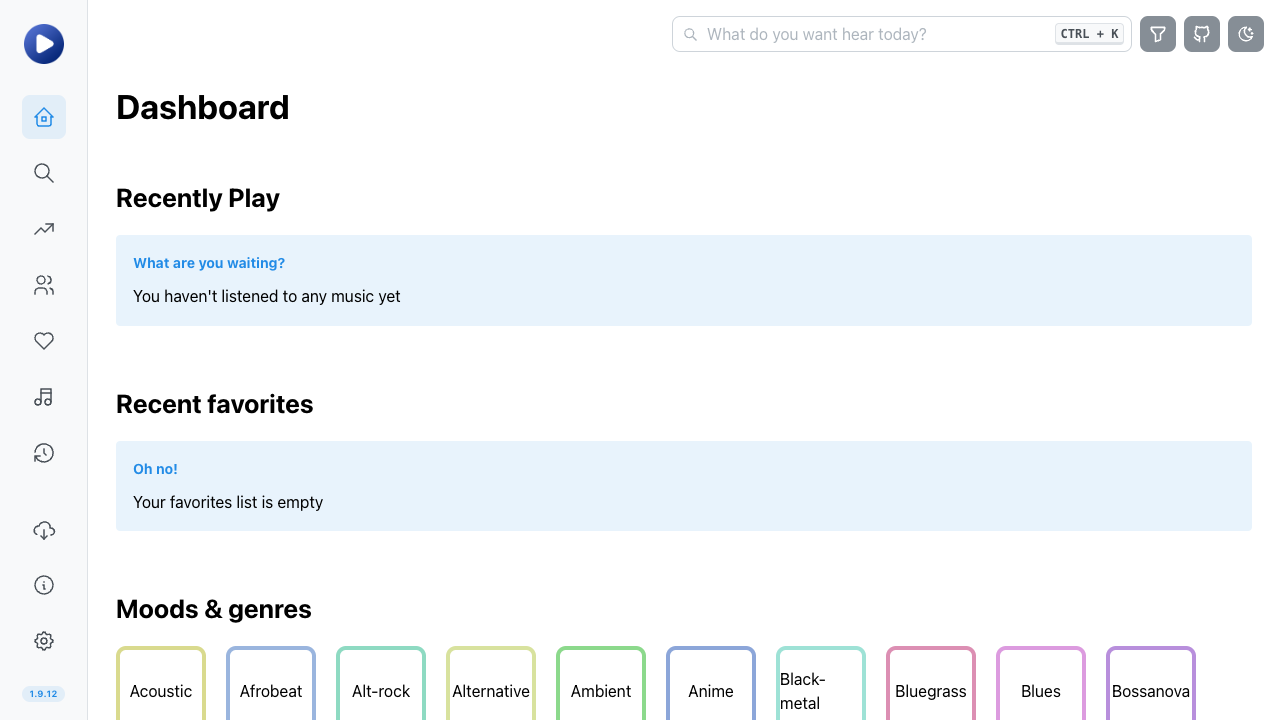 What do you want hear today?
CTRL + K
Dashboard
Recently Play
What are you waiting?
You haven't listened to any music yet
Recent favorites
Oh no!
Your favorites list is empty
Moods & genres
Acoustic
Afrobeat
Alt-rock
Alternative
Ambient
Anime
Black-
metal
Bluegrass
Blues
Bossanova
1.9.12